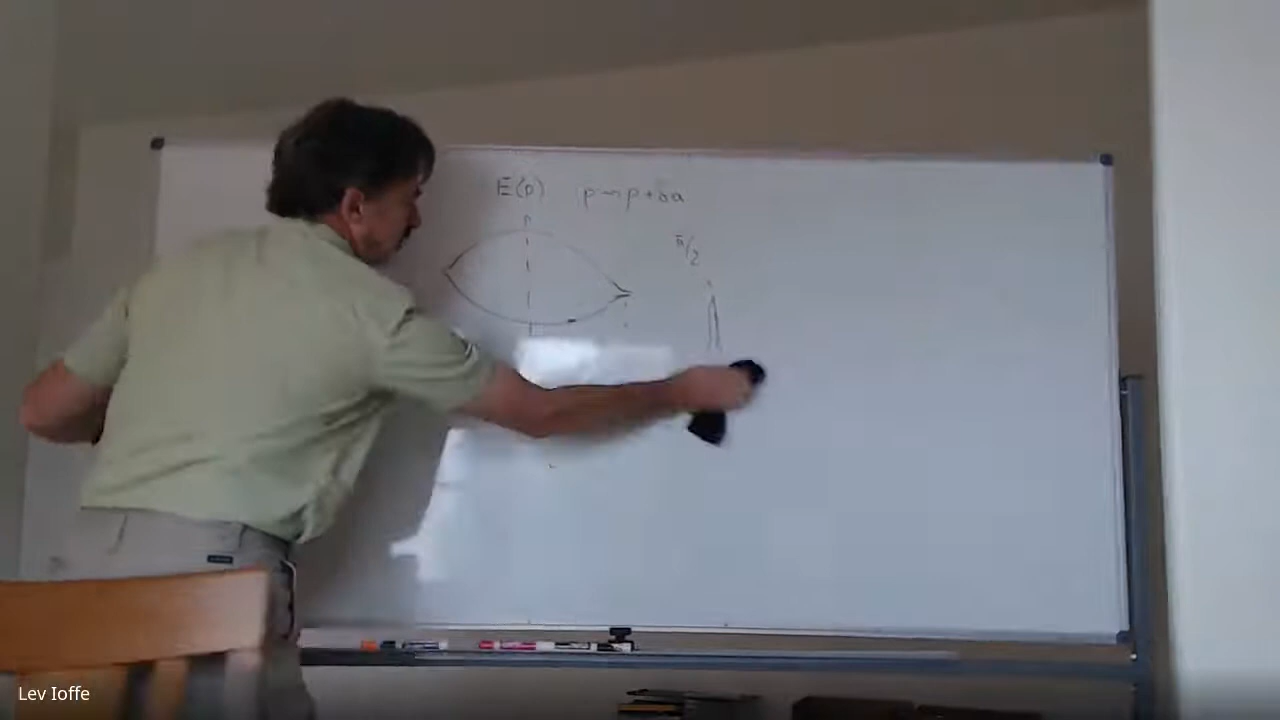 E(p) p→p+δa
π/2
Lev Ioffe